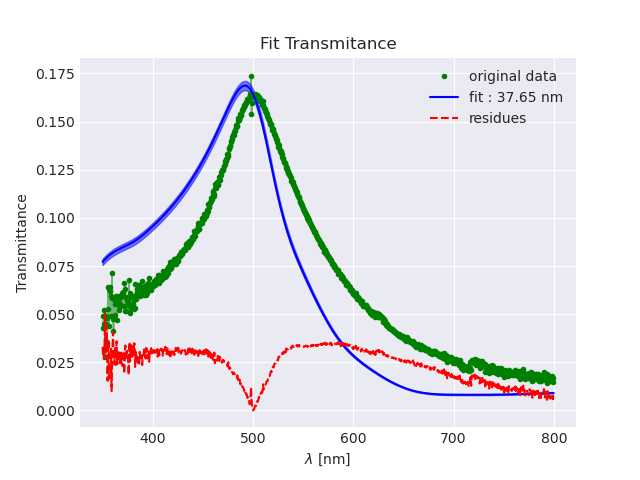 Fit Transmitance
0.175
0.150
0.125
0.100
0.075
0.050
0.025
0.000
Transmittance
original data
fit : 37.65 nm
residues
400 500 600 700 800
λ [nm]